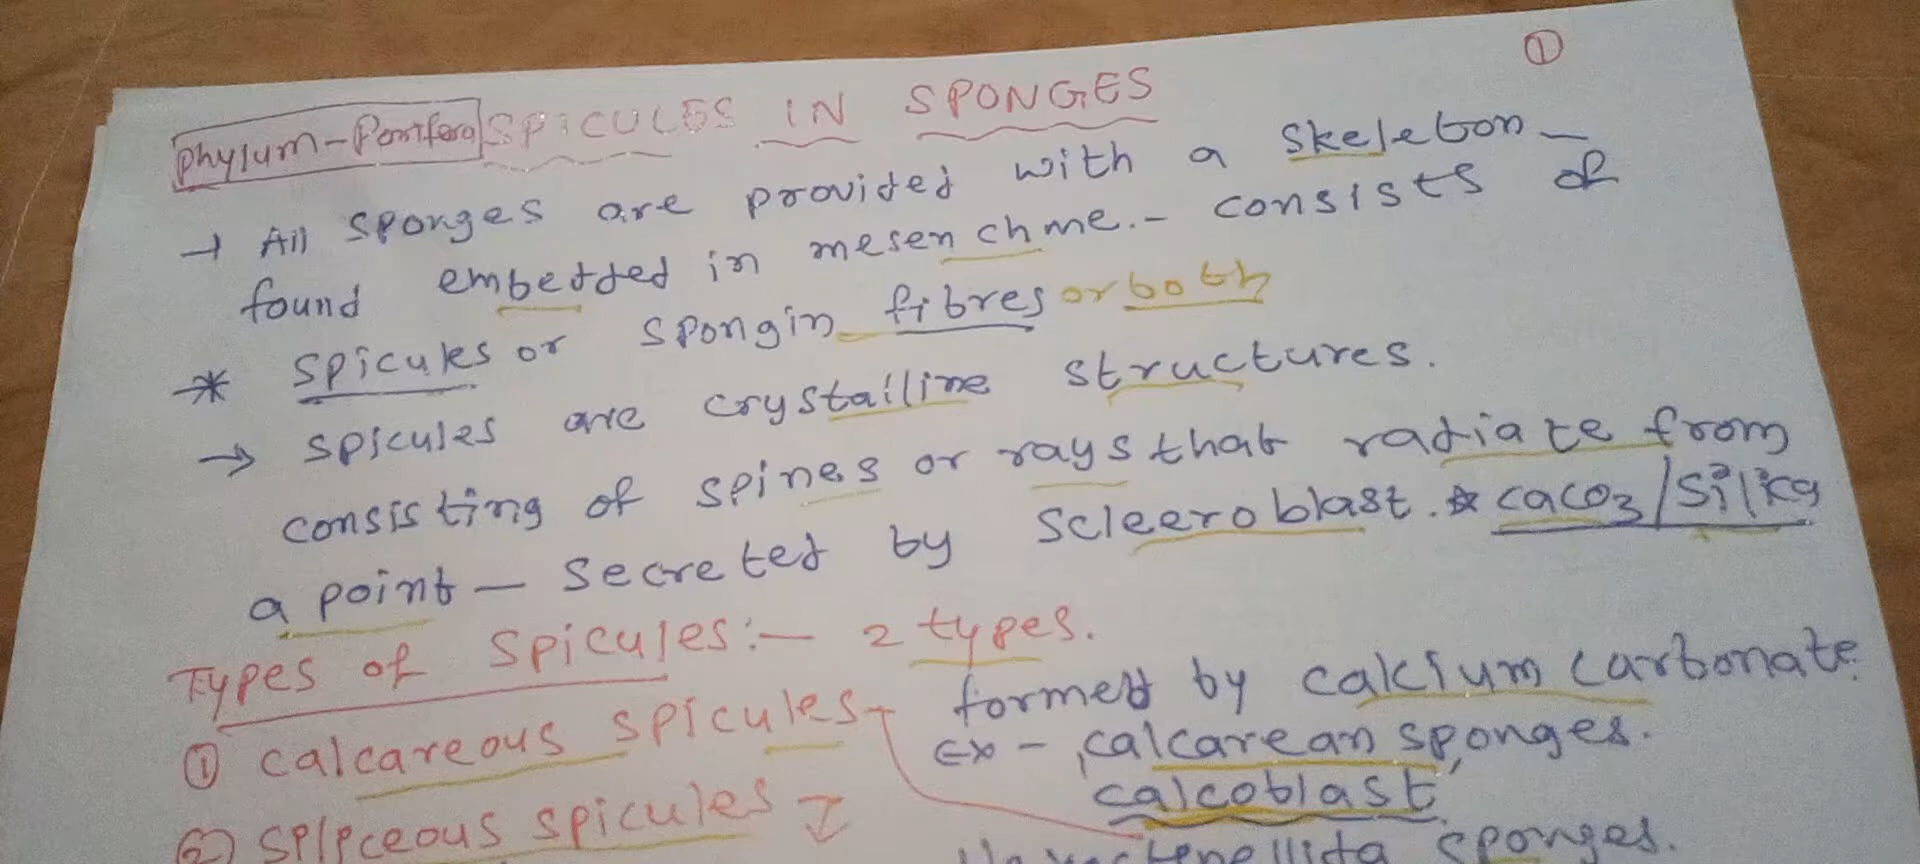 ①
Phylum-Porifera SPICULES IN SPONGES
→ All sponges are provided with a skeleton -
found embedded in mesenchme. - consists of
* spicules or spongin fibres or both
→ spicules are crystalline structures.
consisting of spines or rays that radiate from
a point - secreted by Scleeroblast. * CaCO3/Silica
Types of Spicules:- 2 types.
① calcareous spicules - formed by calcium carbonate.
Ex - calcarean sponges.
calcoblast
② spicules
sponges.